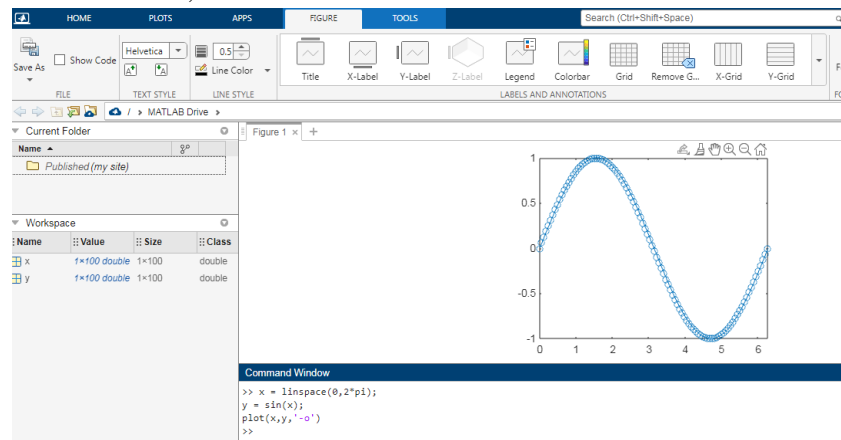 HOME PLOTS APPS FIGURE TOOLS Search (Ctrl+Shift+Space)
Save As
Show Code
Helvetica
A A
0.5
Line Color
Title X-Label Y-Label Z-Label Legend Colorbar Grid Remove G... X-Grid Y-Grid
FILE TEXT STYLE LINE STYLE LABELS AND ANNOTATIONS
/ > MATLAB Drive >
Current Folder
Name
Published (my site)
Workspace
Name Value Size Class
x 1×100 double 1×100 double
y 1×100 double 1×100 double
Figure 1 × +
1
0.5
0
-0.5
-1
0 1 2 3 4 5 6
Command Window
>> x = linspace(0,2*pi);
y = sin(x);
plot(x,y,'-o')
>>